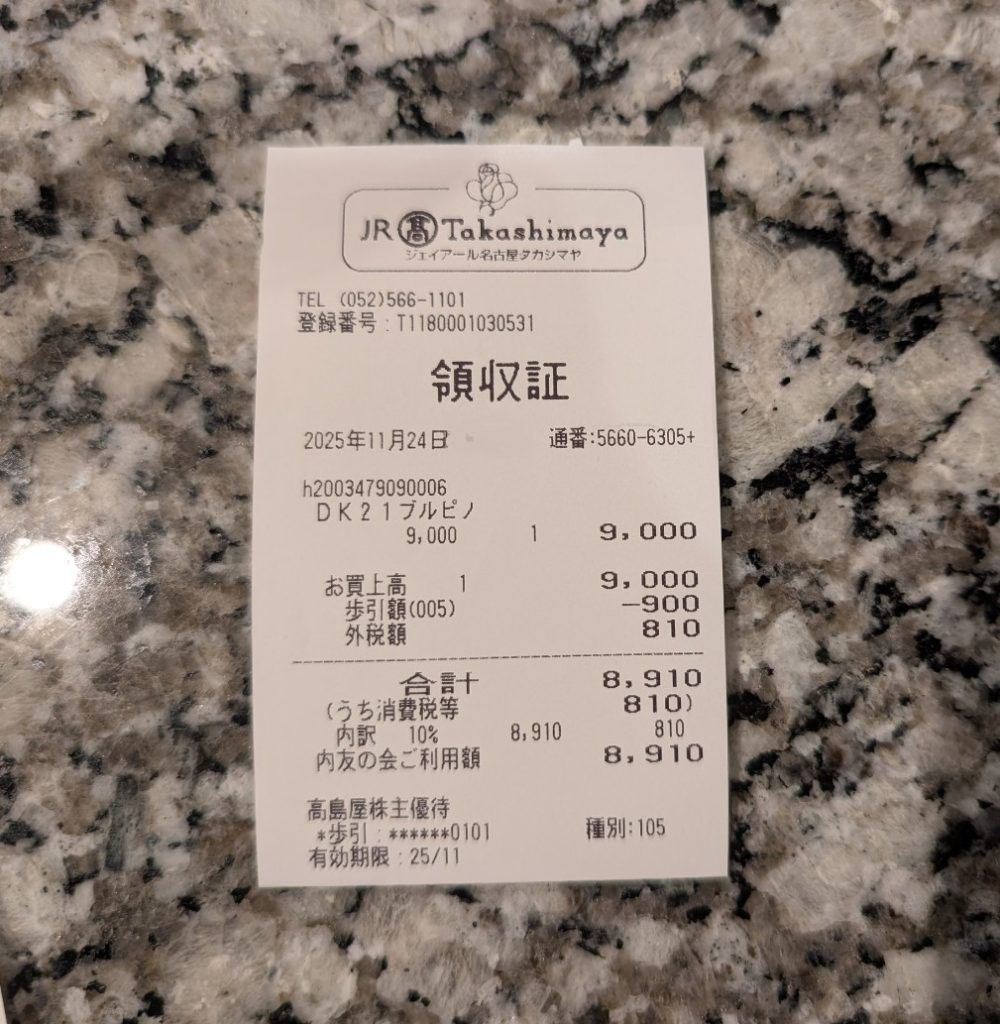 JR 髙 Takashimaya
ジェイアール名古屋タカシマヤ
TEL (052)566-1101
登録番号:T1180001030531
領収証
2025年11月24日 通番:5660-6305+
h2003479090006
DK21ブルピノ
9,000 1 9,000
お買上高 1 9,000
歩引額(005) -900
外税額 810
合計 8,910
(うち消費税等 810)
内訳 10% 8,910 810
内友の会ご利用額 8,910
高島屋株主優待
*歩引:******0101 種別:105
有効期限:25/11